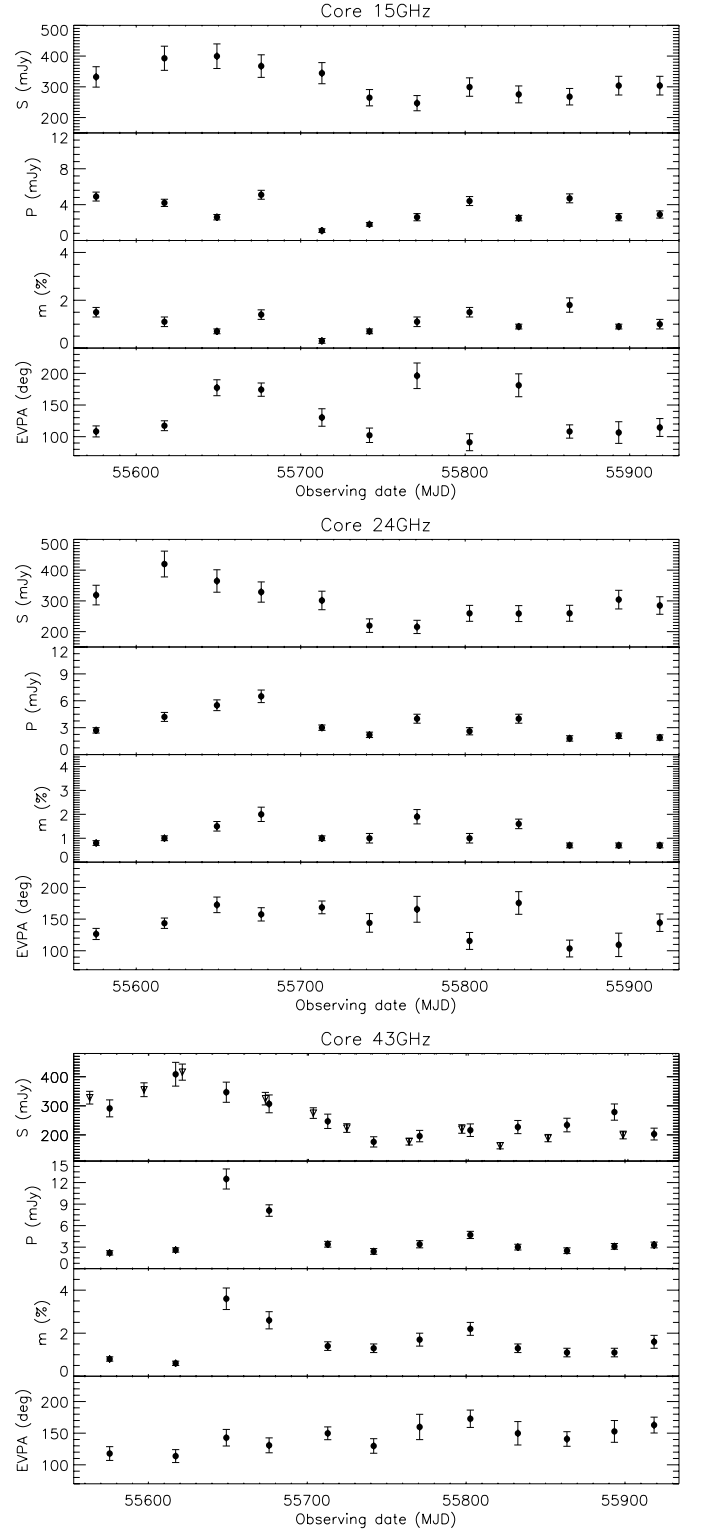 Core 15GHz
S (mJy)
500
400
300
200
P (mJy)
12
8
4
0
m (%)
4
2
0
EVPA (deg)
200
150
100
55600 55700 55800 55900
Observing date (MJD)
Core 24GHz
S (mJy)
500
400
300
200
P (mJy)
12
9
6
3
0
m (%)
4
3
2
1
0
EVPA (deg)
200
150
100
55600 55700 55800 55900
Observing date (MJD)
Core 43GHz
S (mJy)
400
300
200
P (mJy)
15
12
9
6
3
0
m (%)
4
2
0
EVPA (deg)
200
150
100
55600 55700 55800 55900
Observing date (MJD)